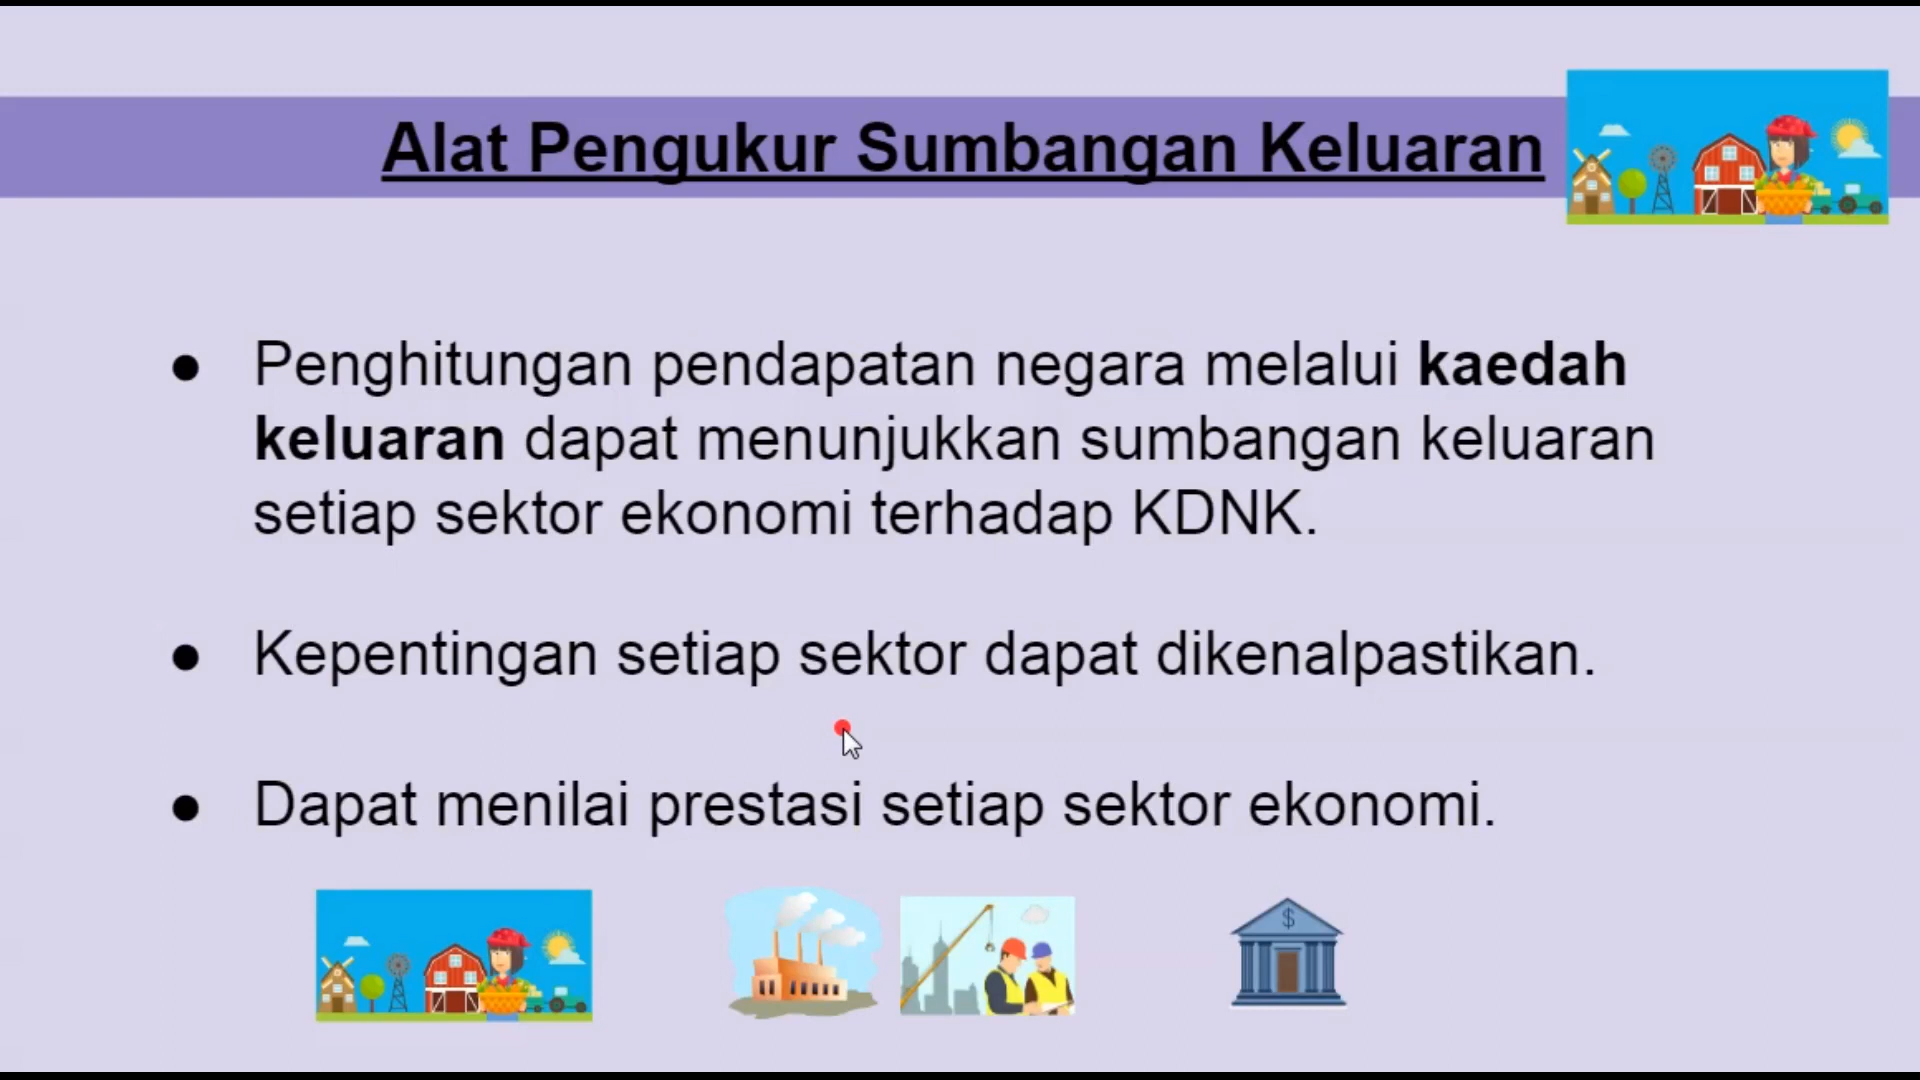 Alat Pengukur Sumbangan Keluaran
● Penghitungan pendapatan negara melalui kaedah
keluaran dapat menunjukkan sumbangan keluaran
setiap sektor ekonomi terhadap KDNK.
● Kepentingan setiap sektor dapat dikenalpastikan.
● Dapat menilai prestasi setiap sektor ekonomi.
$